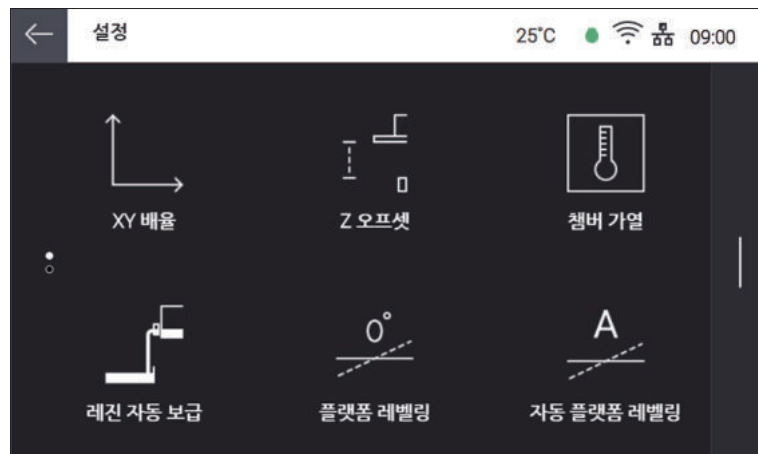 설정
25°C
09:00
XY 배율
Z 오프셋
챔버 가열
레진 자동 보급
0°
플랫폼 레벨링
A
자동 플랫폼 레벨링